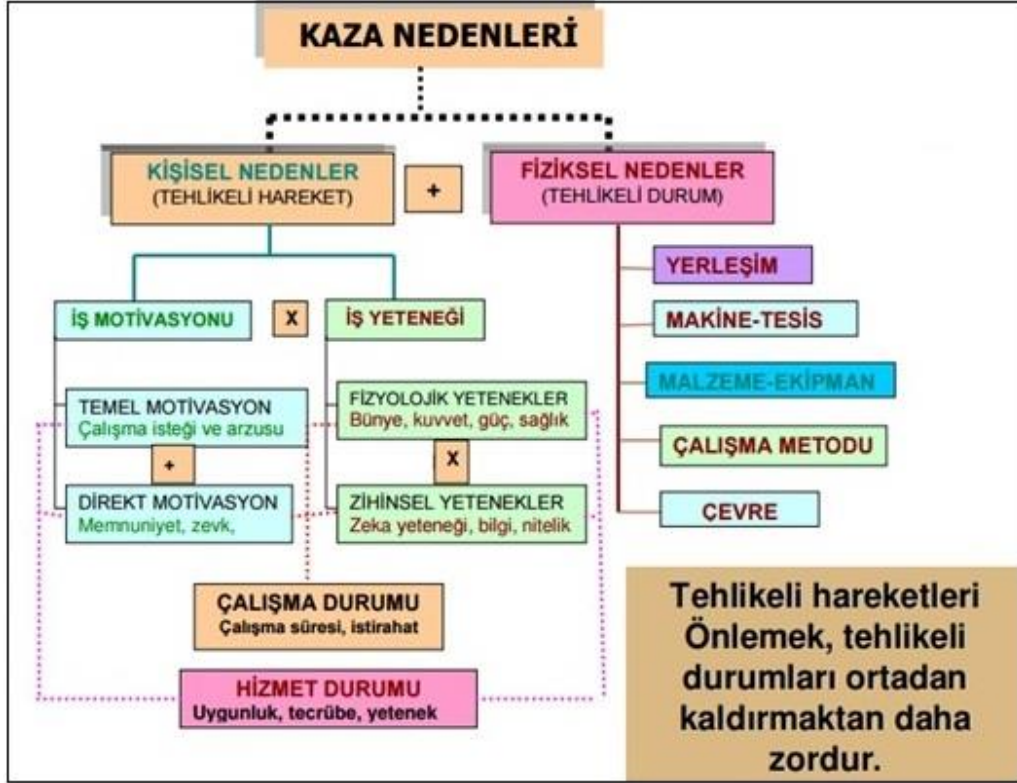 KAZA NEDENLERİ
KİŞİSEL NEDENLER
(TEHLİKELİ HAREKET)
+
FİZİKSEL NEDENLER
(TEHLİKELİ DURUM)
İŞ MOTİVASYONU
X
İŞ YETENEĞİ
TEMEL MOTİVASYON
Çalışma isteği ve arzusu
+
DİREKT MOTİVASYON
Memnuniyet, zevk,
FİZYOLOJİK YETENEKLER
Bünye, kuvvet, güç, sağlık
X
ZİHİNSEL YETENEKLER
Zeka yeteneği, bilgi, nitelik
ÇALIŞMA DURUMU
Çalışma süresi, istirahat
HİZMET DURUMU
Uygunluk, tecrübe, yetenek
YERLEŞİM
MAKİNE-TESİS
MALZEME-EKİPMAN
ÇALIŞMA METODU
ÇEVRE
Tehlikeli hareketleri
Önlemek, tehlikeli
durumları ortadan
kaldırmaktan daha
zordur.